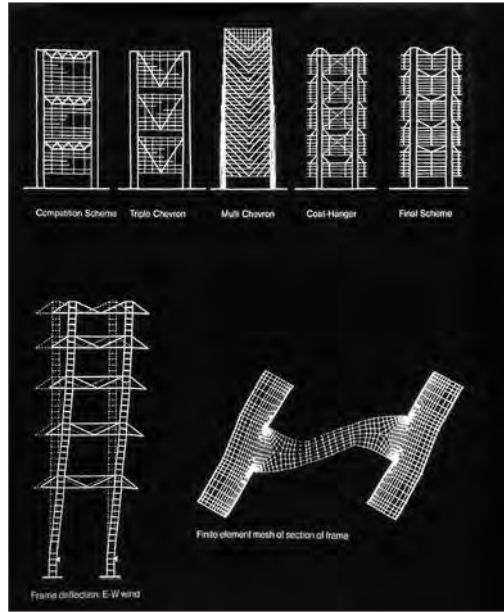 Competition Scheme
Triple Chevron
Multi Chevron
Coat-Hanger
Final Scheme
Finite element mesh of section of frame
Frame deflection: E-W wind